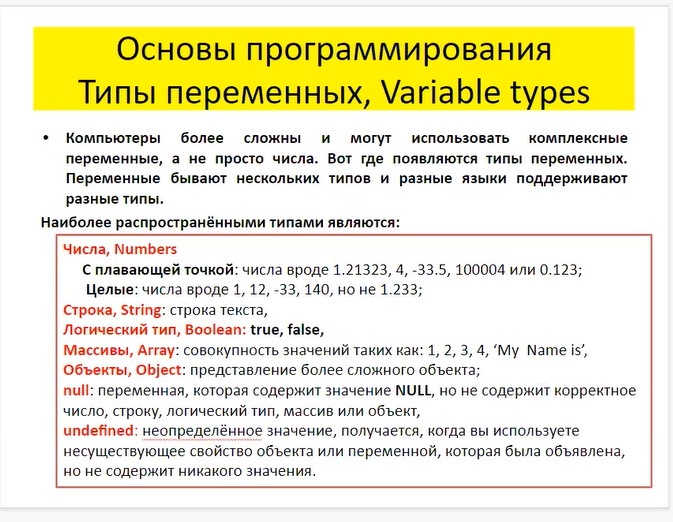 Основы программирования
Типы переменных, Variable types
• Компьютеры более сложны и могут использовать комплексные
переменные, а не просто числа. Вот где появляются типы переменных.
Переменные бывают нескольких типов и разные языки поддерживают
разные типы.
Наиболее распространёнными типами являются:
Числа, Numbers
С плавающей точкой: числа вроде 1.21323, 4, -33.5, 100004 или 0.123;
Целые: числа вроде 1, 12, -33, 140, но не 1.233;
Строка, String: строка текста,
Логический тип, Boolean: true, false,
Массивы, Array: совокупность значений таких как: 1, 2, 3, 4, ‘My Name is’,
Объекты, Object: представление более сложного объекта;
null: переменная, которая содержит значение NULL, но не содержит корректное
число, строку, логический тип, массив или объект,
undefined: неопределённое значение, получается, когда вы используете
несуществующее свойство объекта или переменной, которая была объявлена,
но не содержит никакого значения.